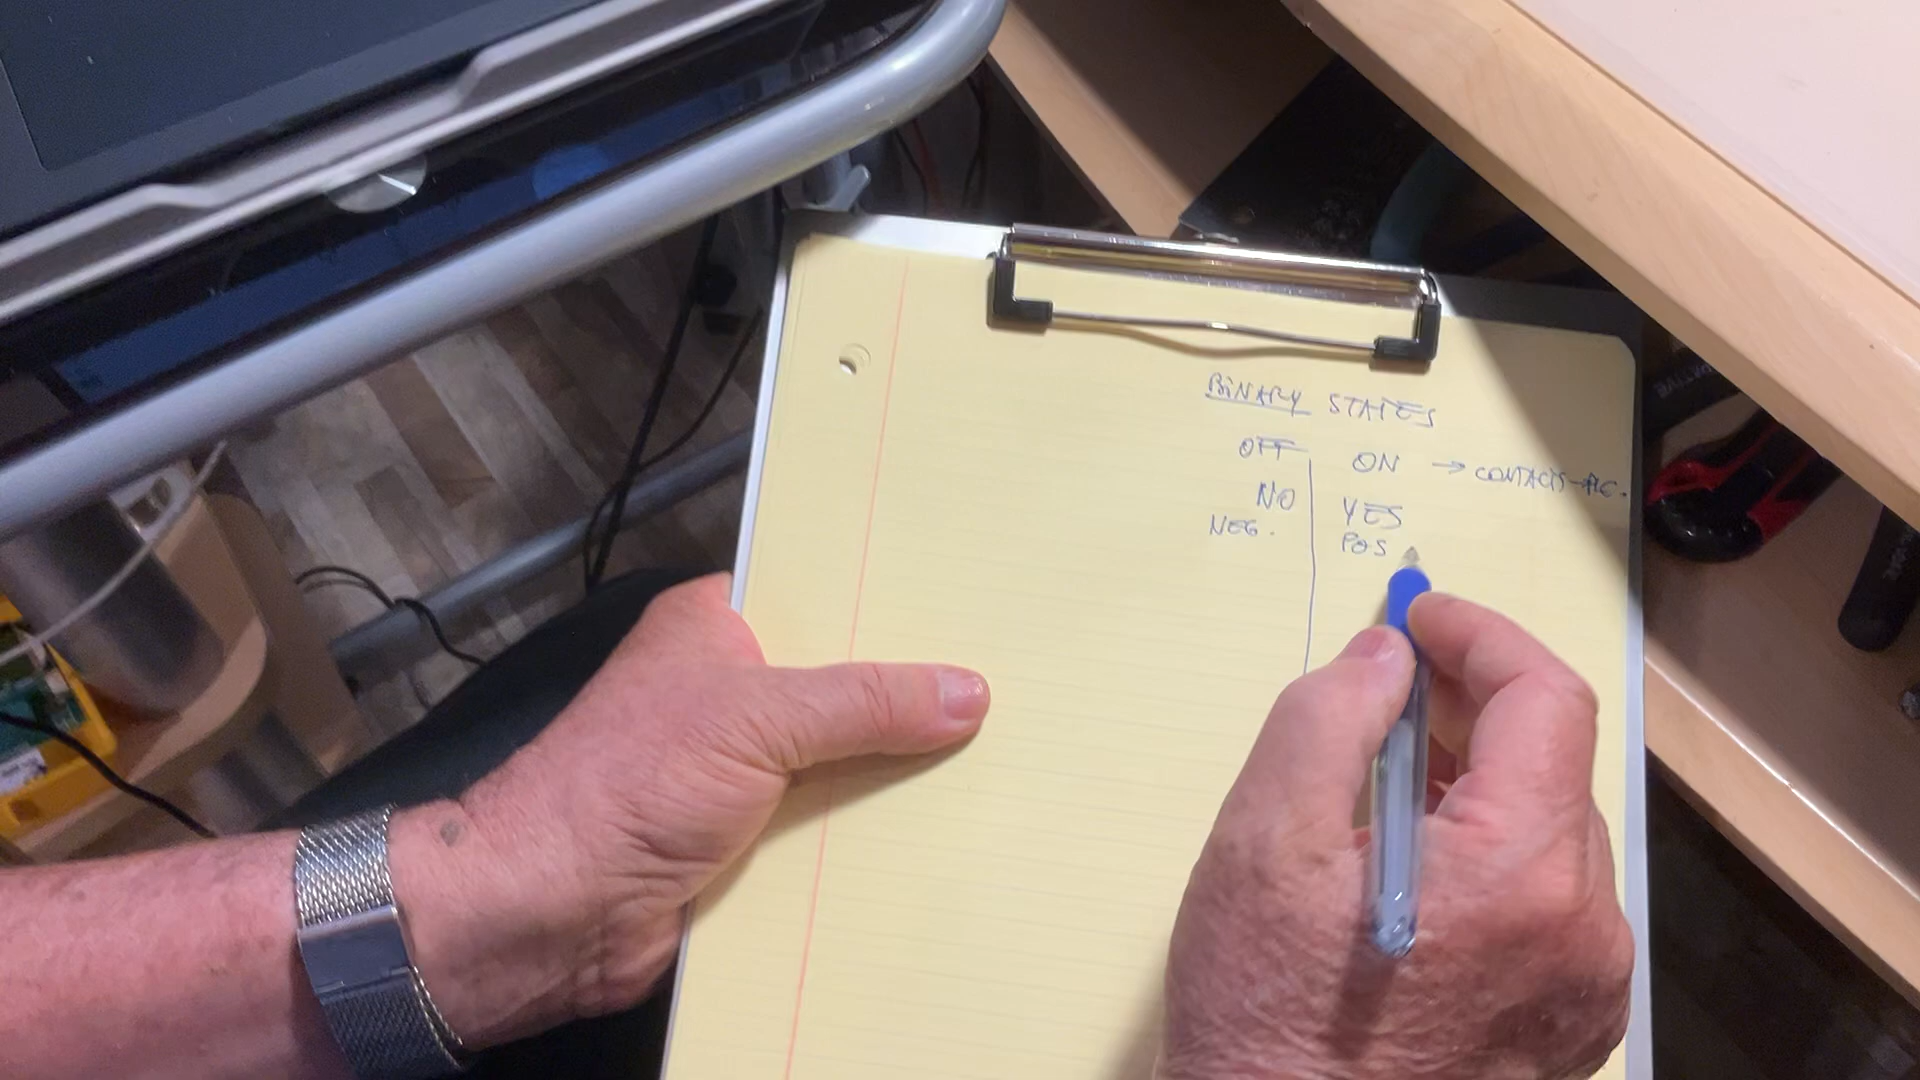 BINARY STATES
OFF ON → CONTACTS-
NO YES
NEG. POS